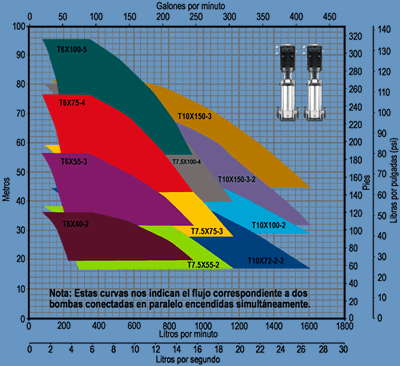 Galones por minuto
0 50 100 150 200 250 300 350 400 450
Metros
100
90
80
70
60
50
40
30
20
10
0
Pies
320
300
280
260
240
220
200
180
160
140
120
100
80
60
Libras por pulgadas (psi)
140
130
120
110
100
90
80
70
60
50
40
30
T6X100-5
T6X75-4
T10X150-3
T7.5X100-4
T6X55-3
T10X150-3-2
T6X40-2
T7.5X75-3
T10X100-2
T7.5X55-2
T10X72-2-2
Nota: Estas curvas nos indican el flujo correspondiente a dos
bombas conectadas en paralelo encendidas simultáneamente.
0 200 400 600 800 1000 1200 1400 1600 1800
Litros por minuto
0 2 4 6 8 10 12 14 16 18 20 22 24 26 28 30
Litros por segundo